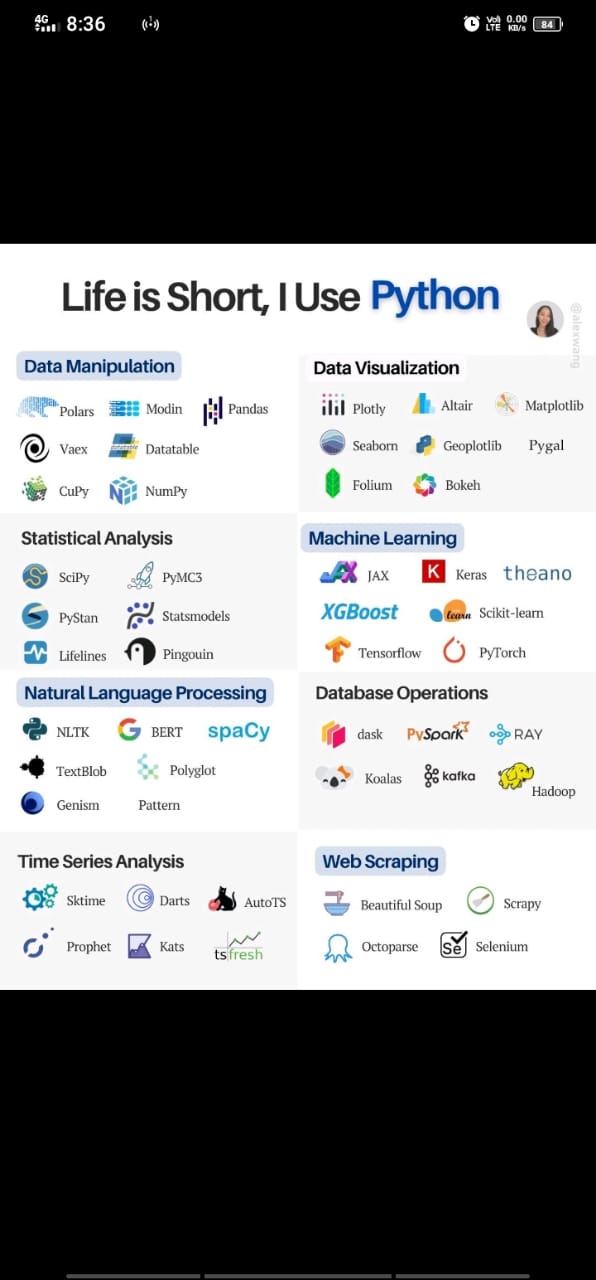 4G 8:36 Vo) 0.00 LTE KB/s 84
Life is Short, I Use Python
@alexwang
Data Manipulation
Polars Modin Pandas
Vaex datatable Datatable
CuPy NumPy
Data Visualization
Plotly Altair Matplotlib
Seaborn Geoplotlib Pygal
Folium Bokeh
Statistical Analysis
SciPy PyMC3
PyStan Statsmodels
Lifelines Pingouin
Machine Learning
JAX K Keras theano
XGBoost learn Scikit-learn
Tensorflow PyTorch
Natural Language Processing
NLTK G BERT spaCy
TextBlob Polyglot
Genism Pattern
Database Operations
dask PySpark RAY
Koalas kafka Hadoop
Time Series Analysis
Sktime Darts AutoTS
Prophet Kats tsfresh
Web Scraping
Beautiful Soup Scrapy
Octoparse Se Selenium